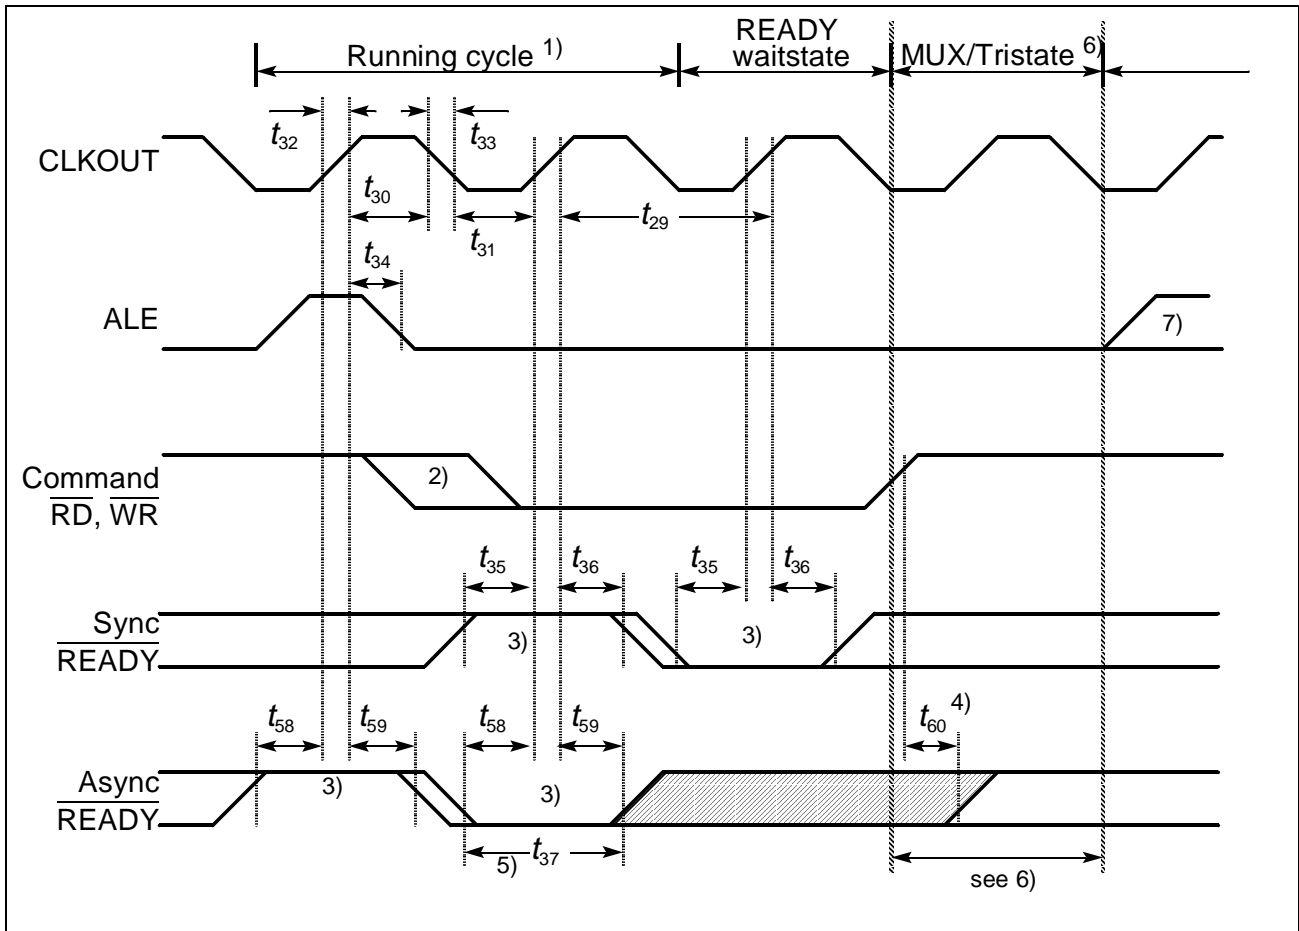 READY
Running cycle 1) waitstate MUX/Tristate 6)
t32 t33
CLKOUT
t30
t29
t31
t34
ALE 7)
Command 2)
RD, WR
t35 t36 t35 t36
Sync 3) 3)
READY
t58 t59 t58 t59 t60 4)
Async 3) 3)
READY
5) t37
see 6)